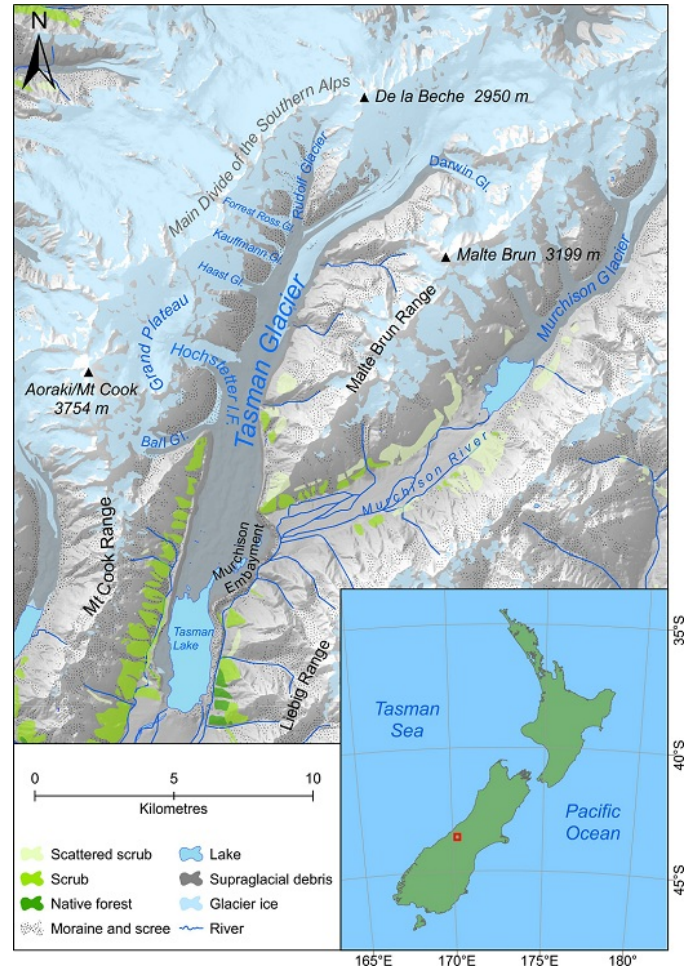 N
Main Divide of the Southern Alps
De la Beche 2950 m
Rudolf Glacier
Darwin Gl.
Forrest Ross Gl.
Kauffmann Gl.
Haast Gl.
Malte Brun 3199 m
Murchison Glacier
Grand Plateau
Tasman Glacier
Malte Brun Range
Hochstetter I.F.
Aoraki/Mt Cook
3754 m
Ball Gl.
Murchison River
Mt Cook Range
Murchison
Embayment
Tasman
Lake
Liebig Range
0
5
10
Kilometres
Scattered scrub
Scrub
Native forest
Moraine and scree
Lake
Supraglacial debris
Glacier ice
River
Tasman
Sea
Pacific
Ocean
35°S
40°S
45°S
165°E
170°E
175°E
180°